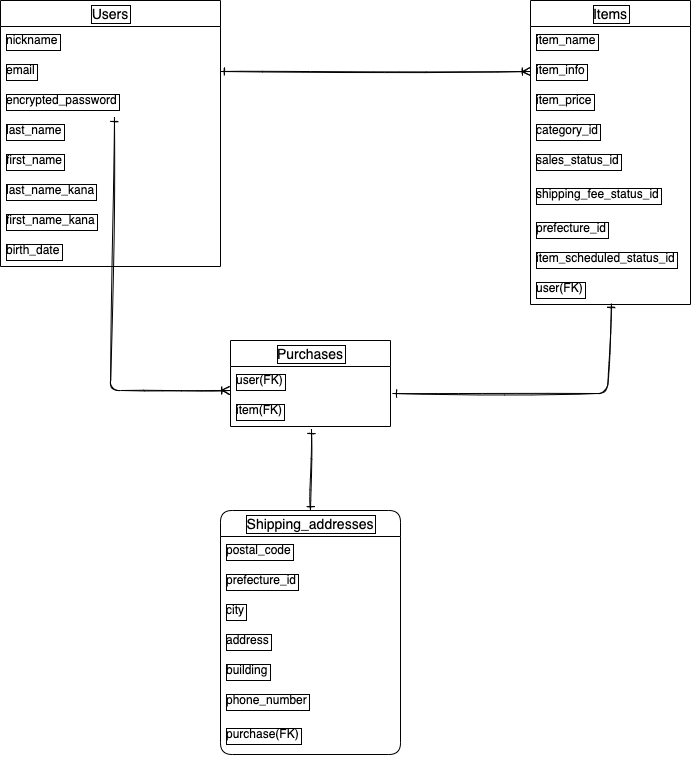 Users
nickname
email
encrypted_password
last_name
first_name
last_name_kana
first_name_kana
birth_date
Items
item_name
item_info
item_price
category_id
sales_status_id
shipping_fee_status_id
prefecture_id
item_scheduled_status_id
user(FK)
Purchases
user(FK)
item(FK)
Shipping_addresses
postal_code
prefecture_id
city
address
building
phone_number
purchase(FK)